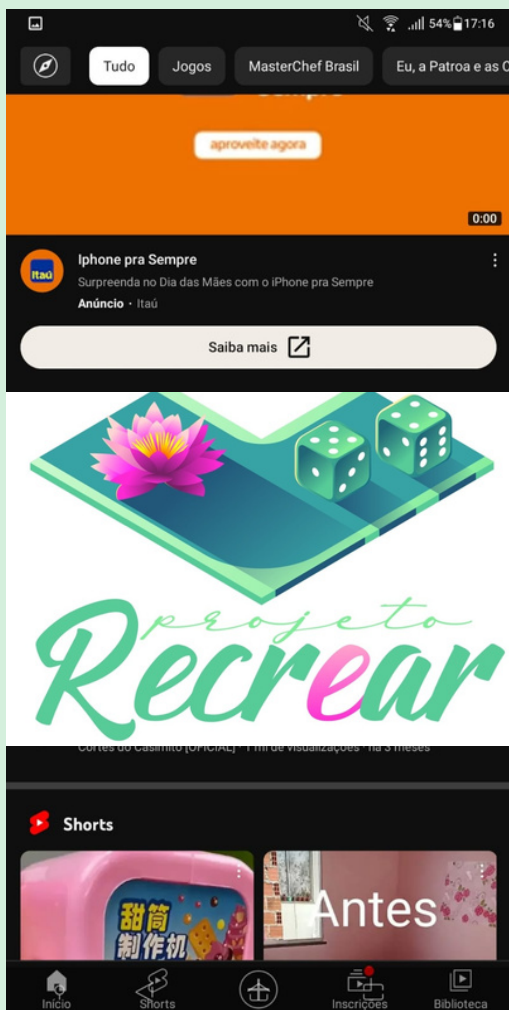 54% 17:16
Tudo Jogos MasterChef Brasil Eu, a Patroa e as C
Sempre
aproveite agora
0:00
Itaú
Iphone pra Sempre
Surpreenda no Dia das Mães com o iPhone pra Sempre
Anúncio · Itaú
Saiba mais
projeto
Recrear
Cortes do Casimito [OFICIAL] · 1 mi de visualizações · há 3 meses
Shorts
甜筒
制作机
Antes
Início Shorts Inscrições Biblioteca